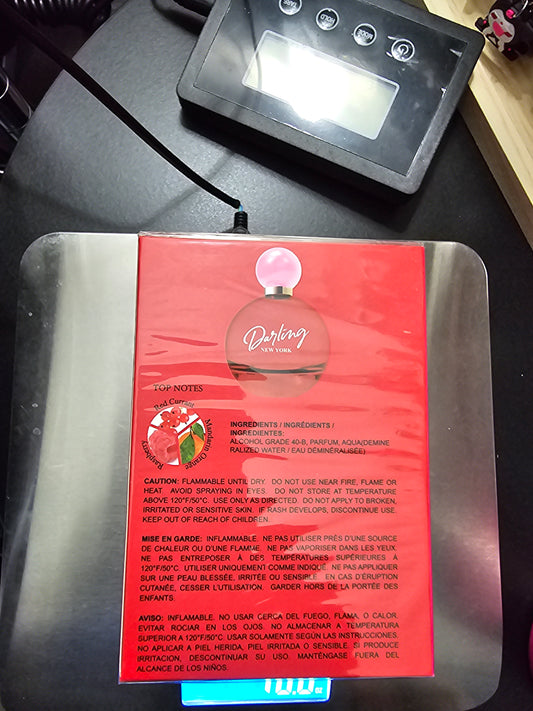 TARE
HOLD
MODE
Darling
NEW YORK
TOP NOTES
Red Currant
Mandarin Orange
Raspberry
INGREDIENTS / INGRÉDIENTS /
INGREDIENTES:
ALCOHOL GRADE 40-B, PARFUM, AQUA(DEMINE
RALIZED WATER / EAU DÉMINÉRALISÉE)
CAUTION: FLAMMABLE UNTIL DRY. DO NOT USE NEAR FIRE, FLAME OR
HEAT. AVOID SPRAYING IN EYES. DO NOT STORE AT TEMPERATURE
ABOVE 120°F/50°C. USE ONLY AS DIRECTED. DO NOT APPLY TO BROKEN,
IRRITATED OR SENSITIVE SKIN. IF RASH DEVELOPS, DISCONTINUE USE.
KEEP OUT OF REACH OF CHILDREN.
MISE EN GARDE: INFLAMMABLE. NE PAS UTILISER PRÈS D'UNE SOURCE
DE CHALEUR OU D'UNE FLAMME. NE PAS VAPORISER DANS LES YEUX.
NE PAS ENTREPOSER À DES TEMPÉRATURES SUPÉRIEURES À
120°F/50°C. UTILISER UNIQUEMENT COMME INDIQUÉ. NE PAS APPLIQUER
SUR UNE PEAU BLESSÉE, IRRITÉE OU SENSIBLE. EN CAS D'ÉRUPTION
CUTANÉE, CESSER L'UTILISATION. GARDER HORS DE LA PORTÉE DES
ENFANTS.
AVISO: INFLAMABLE. NO USAR CERCA DEL FUEGO, FLAMA, O CALOR.
EVITAR ROCIAR EN LOS OJOS. NO ALMACENAR A TEMPERATURA
SUPERIOR A 120°F/50°C. USAR SOLAMENTE SEGÚN LAS INSTRUCCIONES.
NO APLICAR A PIEL HERIDA, PIEL IRRITADA O SENSIBLE. SI PRODUCE
IRRITACION, DESCONTINUAR SU USO. MANTÉNGASE FUERA DEL
ALCANCE DE LOS NIÑOS.
oz